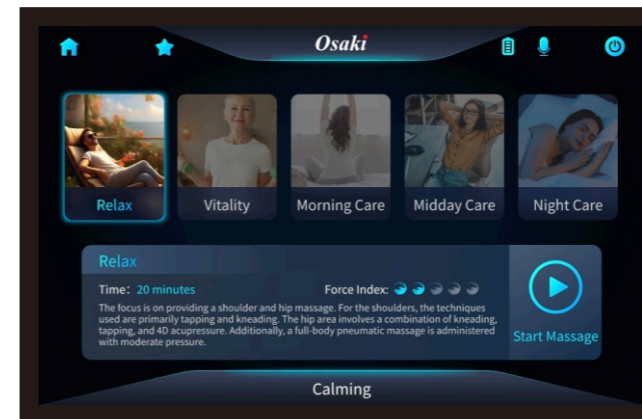 Osaki
Relax
Vitality
Morning Care
Midday Care
Night Care
Relax
Time: 20 minutes
Force Index:
The focus is on providing a shoulder and hip massage. For the shoulders, the techniques
used are primarily tapping and kneading. The hip area involves a combination of kneading,
tapping, and 4D acupressure. Additionally, a full-body pneumatic massage is administered
with moderate pressure.
Start Massage
Calming